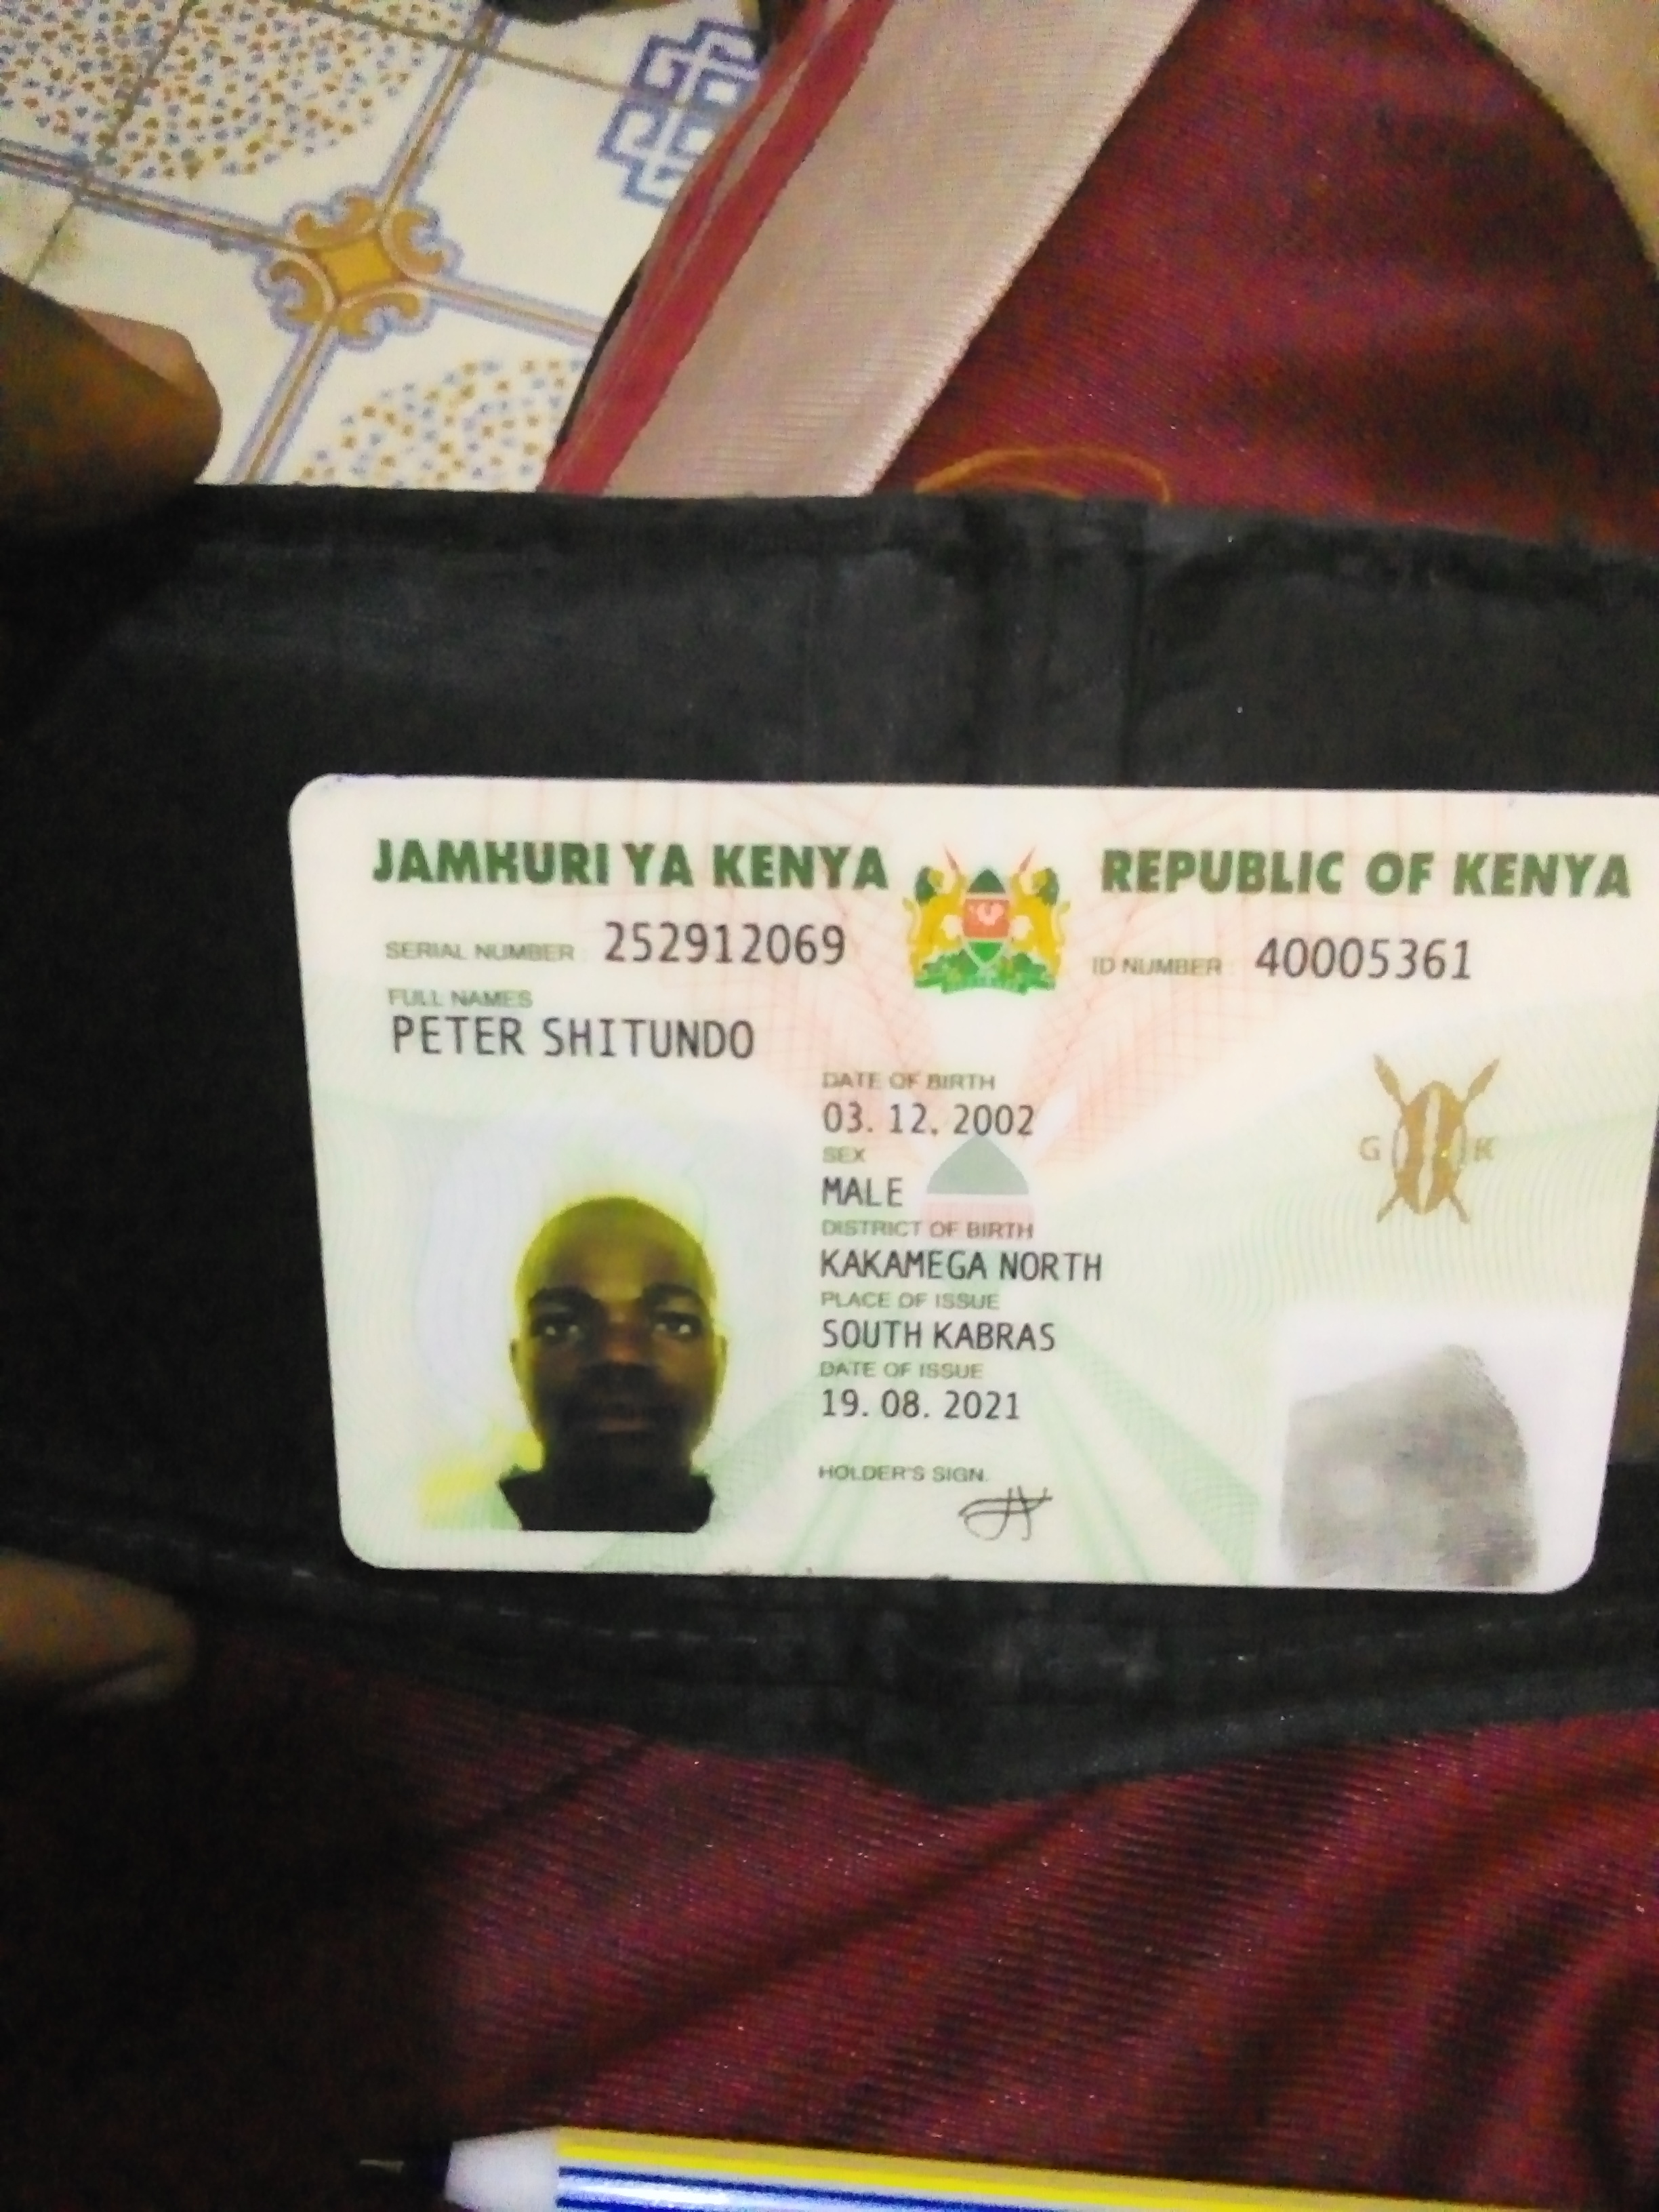 JAMHURI YA KENYA REPUBLIC OF KENYA
SERIAL NUMBER 252912069 ID NUMBER : 40005361
FULL NAMES
PETER SHITUNDO
DATE OF BIRTH
03. 12. 2002
SEX
MALE
DISTRICT OF BIRTH
KAKAMEGA NORTH
PLACE OF ISSUE
SOUTH KABRAS
DATE OF ISSUE
19. 08. 2021
HOLDER'S SIGN.
G K